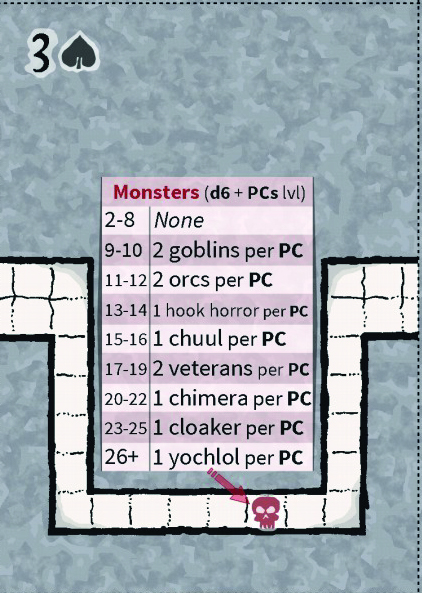 3
Monsters (d6 + PCs lvl)
2-8 None
9-10 2 goblins per PC
11-12 2 orcs per PC
13-14 1 hook horror per PC
15-16 1 chuul per PC
17-19 2 veterans per PC
20-22 1 chimera per PC
23-25 1 cloaker per PC
26+ 1 yochlol per PC